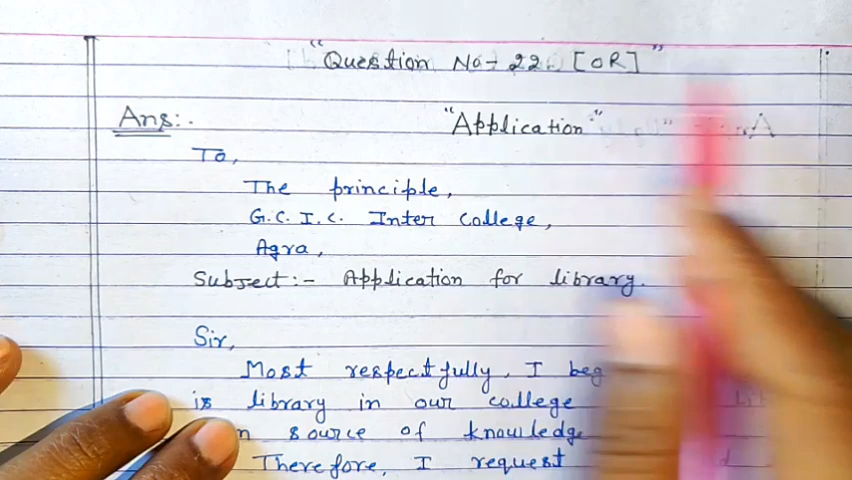 "Question No- 22 [OR]"
Ans:.
"Application"
To,
The principle,
G.C.I.C. Inter college,
Agra,
Subject:- Application for library.
Sir,
Most respectfully, I beg
is library in our college
source of knowledge
Therefore, I request